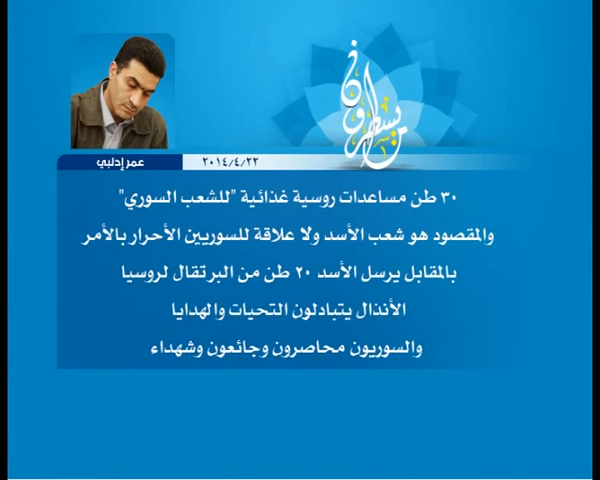 عمر إدلبي
٢٠١٤/٤/٢٢
٣٠ طن مساعدات روسية غذائية "للشعب السوري"
والمقصود هو شعب الأسد ولا علاقة للسوريين الأحرار بالأمر
بالمقابل يرسل الأسد ٢٠ طن من البرتقال لروسيا
الأنذال يتبادلون التحيات والهدايا
والسوريون محاصرون وجائعون وشهداء